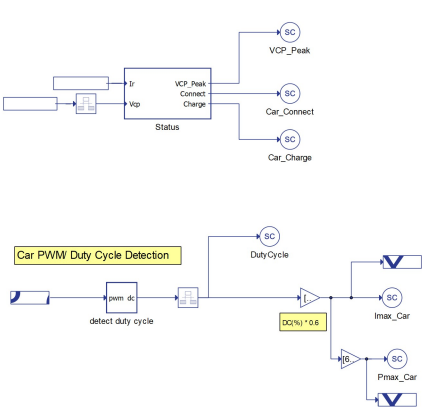 SC
VCP_Peak
Ir
VCP_Peak
Connect
Vcp
Charge
SC
Car_Connect
Status
SC
Car_Charge
SC
Car PWM/ Duty Cycle Detection
DutyCycle
pwm dc
[..
SC
detect duty cycle
DC(%) * 0.6
Imax_Car
[6..
SC
Pmax_Car